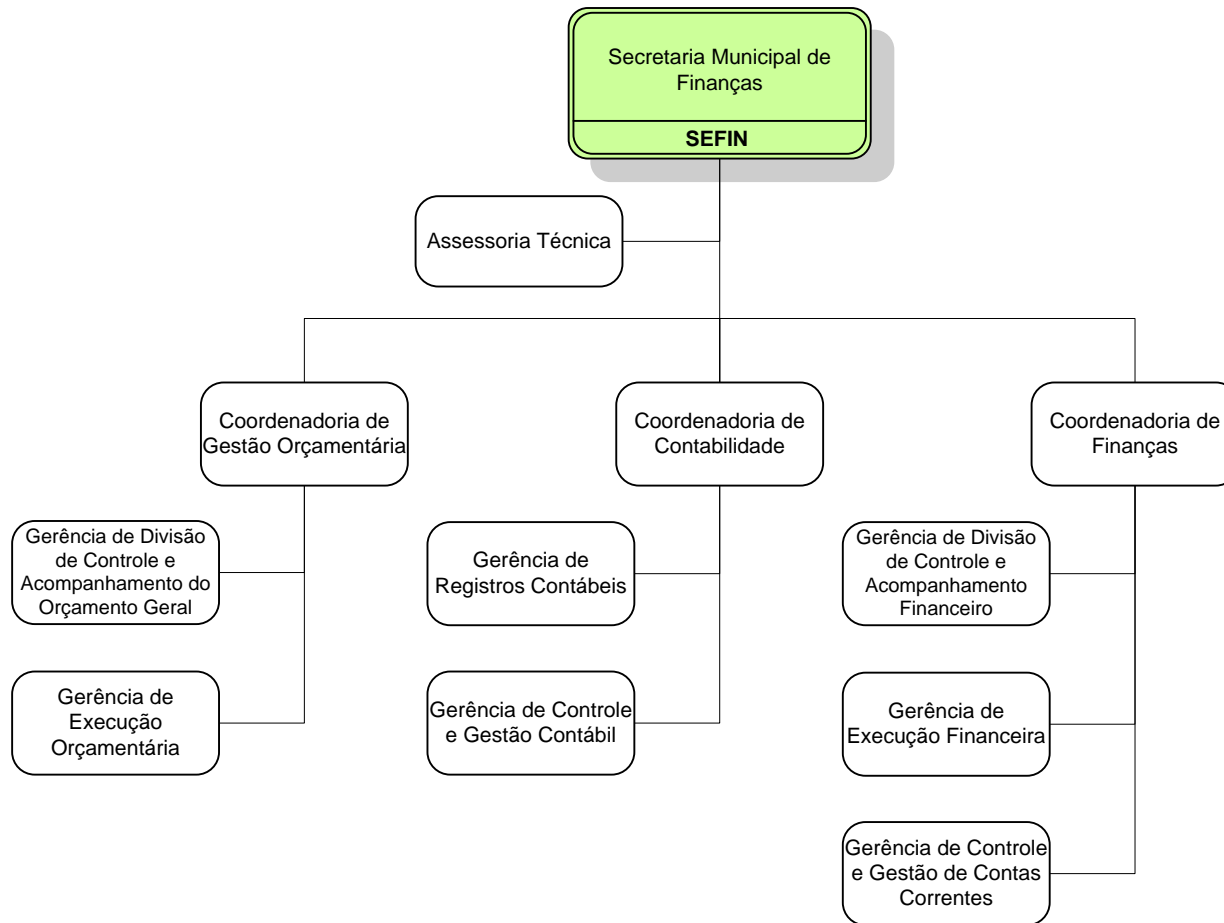 Secretaria Municipal de
Finanças
SEFIN
Assessoria Técnica
Coordenadoria de
Gestão Orçamentária
Coordenadoria de
Contabilidade
Coordenadoria de
Finanças
Gerência de Divisão
de Controle e
Acompanhamento do
Orçamento Geral
Gerência de
Registros Contábeis
Gerência de Divisão
de Controle e
Acompanhamento
Financeiro
Gerência de
Execução
Orçamentária
Gerência de Controle
e Gestão Contábil
Gerência de
Execução Financeira
Gerência de Controle
e Gestão de Contas
Correntes